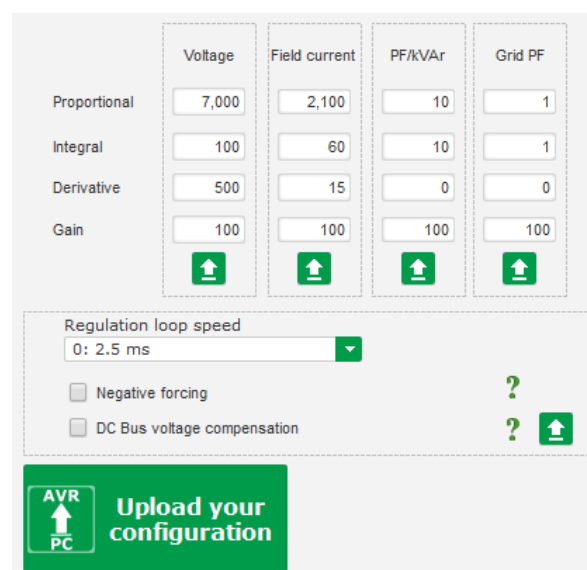 Voltage Field current PF/kVAr Grid PF
Proportional 7,000 2,100 10 1
Integral 100 60 10 1
Derivative 500 15 0 0
Gain 100 100 100 100
Regulation loop speed
0: 2.5 ms
Negative forcing ?
DC Bus voltage compensation ?
AVR
PC
Upload your
configuration